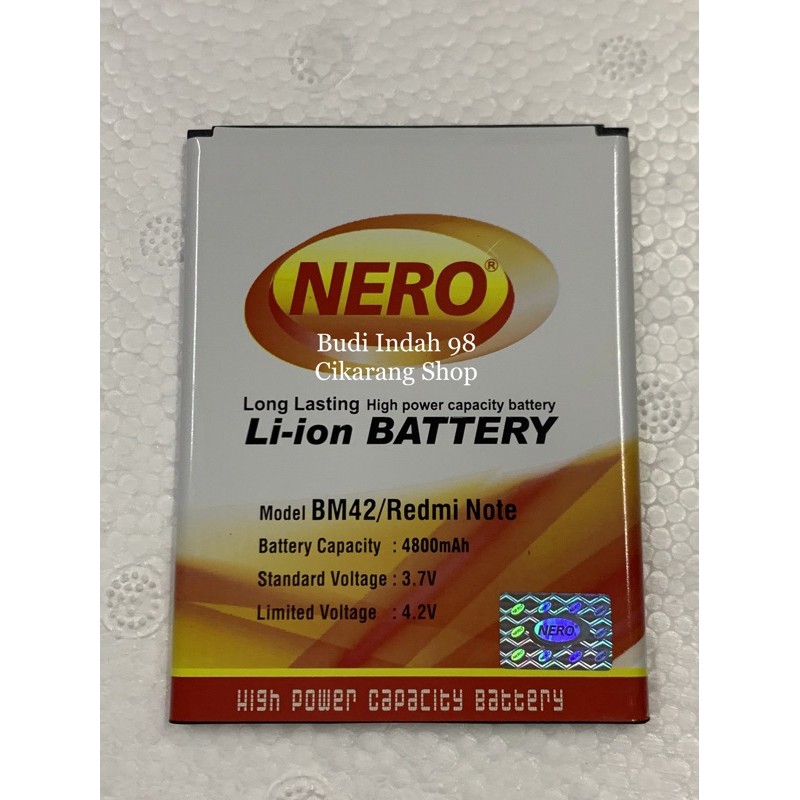 NERO®
Budi Indah 98
Cikarang Shop
Long Lasting High power capacity battery
Li-ion BATTERY
Model BM42/Redmi Note
Battery Capacity : 4800mAh
Standard Voltage : 3.7V
Limited Voltage : 4.2V
NERO
High Power Capacity Battery